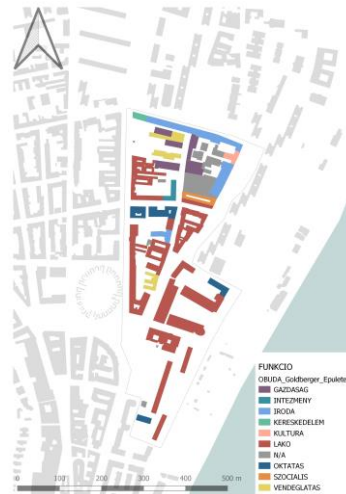 FUNKCIO
OBUDA_Goldberger_Epulete
GAZDASAG
INTEZMENY
IRODA
KERESKEDELEM
KULTURA
LAKO
N/A
OKTATAS
SZOCIALIS
VENDEGLATAS
0 100 200 300 400 500 m